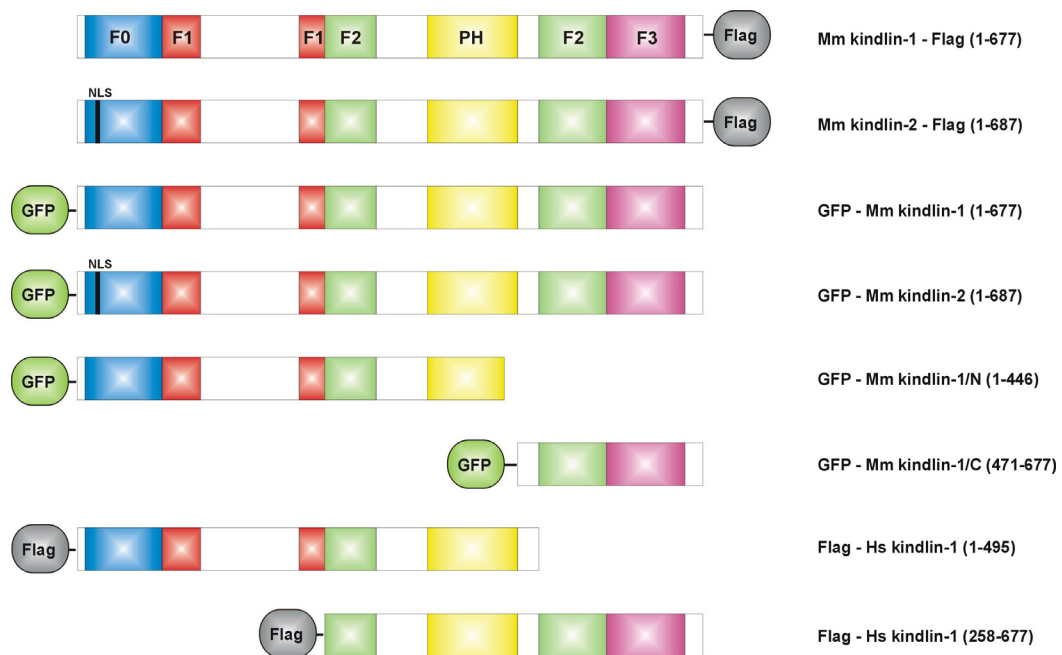 F0 F1 F1 F2 PH F2 F3 Flag Mm kindlin-1 - Flag (1-677)
NLS
Flag Mm kindlin-2 - Flag (1-687)
GFP GFP - Mm kindlin-1 (1-677)
NLS
GFP GFP - Mm kindlin-2 (1-687)
GFP GFP - Mm kindlin-1/N (1-446)
GFP GFP - Mm kindlin-1/C (471-677)
Flag Flag - Hs kindlin-1 (1-495)
Flag Flag - Hs kindlin-1 (258-677)